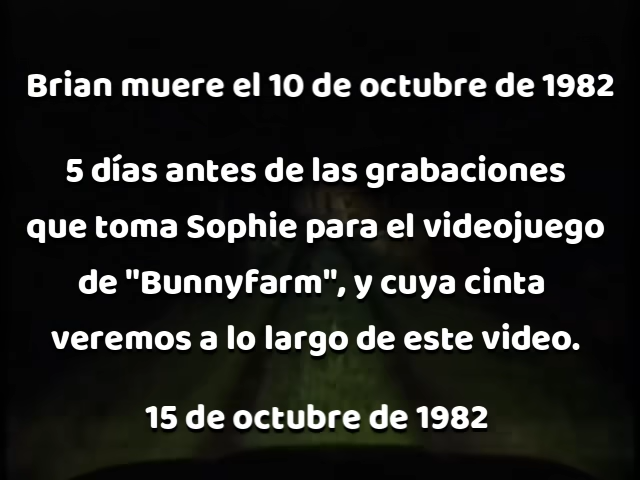 Brian muere el 10 de octubre de 1982
5 días antes de las grabaciones
que toma Sophie para el videojuego
de "Bunnyfarm", y cuya cinta
veremos a lo largo de este video.
15 de octubre de 1982